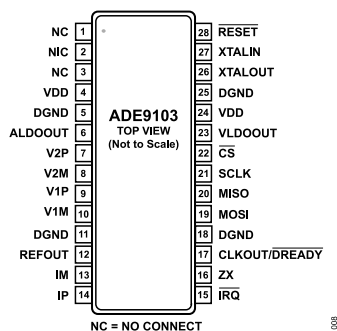 NC 1
NIC 2
NC 3
VDD 4
DGND 5
ALDOOUT 6
V2P 7
V2M 8
V1P 9
V1M 10
DGND 11
REFOUT 12
IM 13
IP 14
ADE9103
TOP VIEW
(Not to Scale)
28 RESET
27 XTALIN
26 XTALOUT
25 DGND
24 VDD
23 VLDOOUT
22 CS
21 SCLK
20 MISO
19 MOSI
18 DGND
17 CLKOUT/DREADY
16 ZX
15 IRQ
NC = NO CONNECT
008